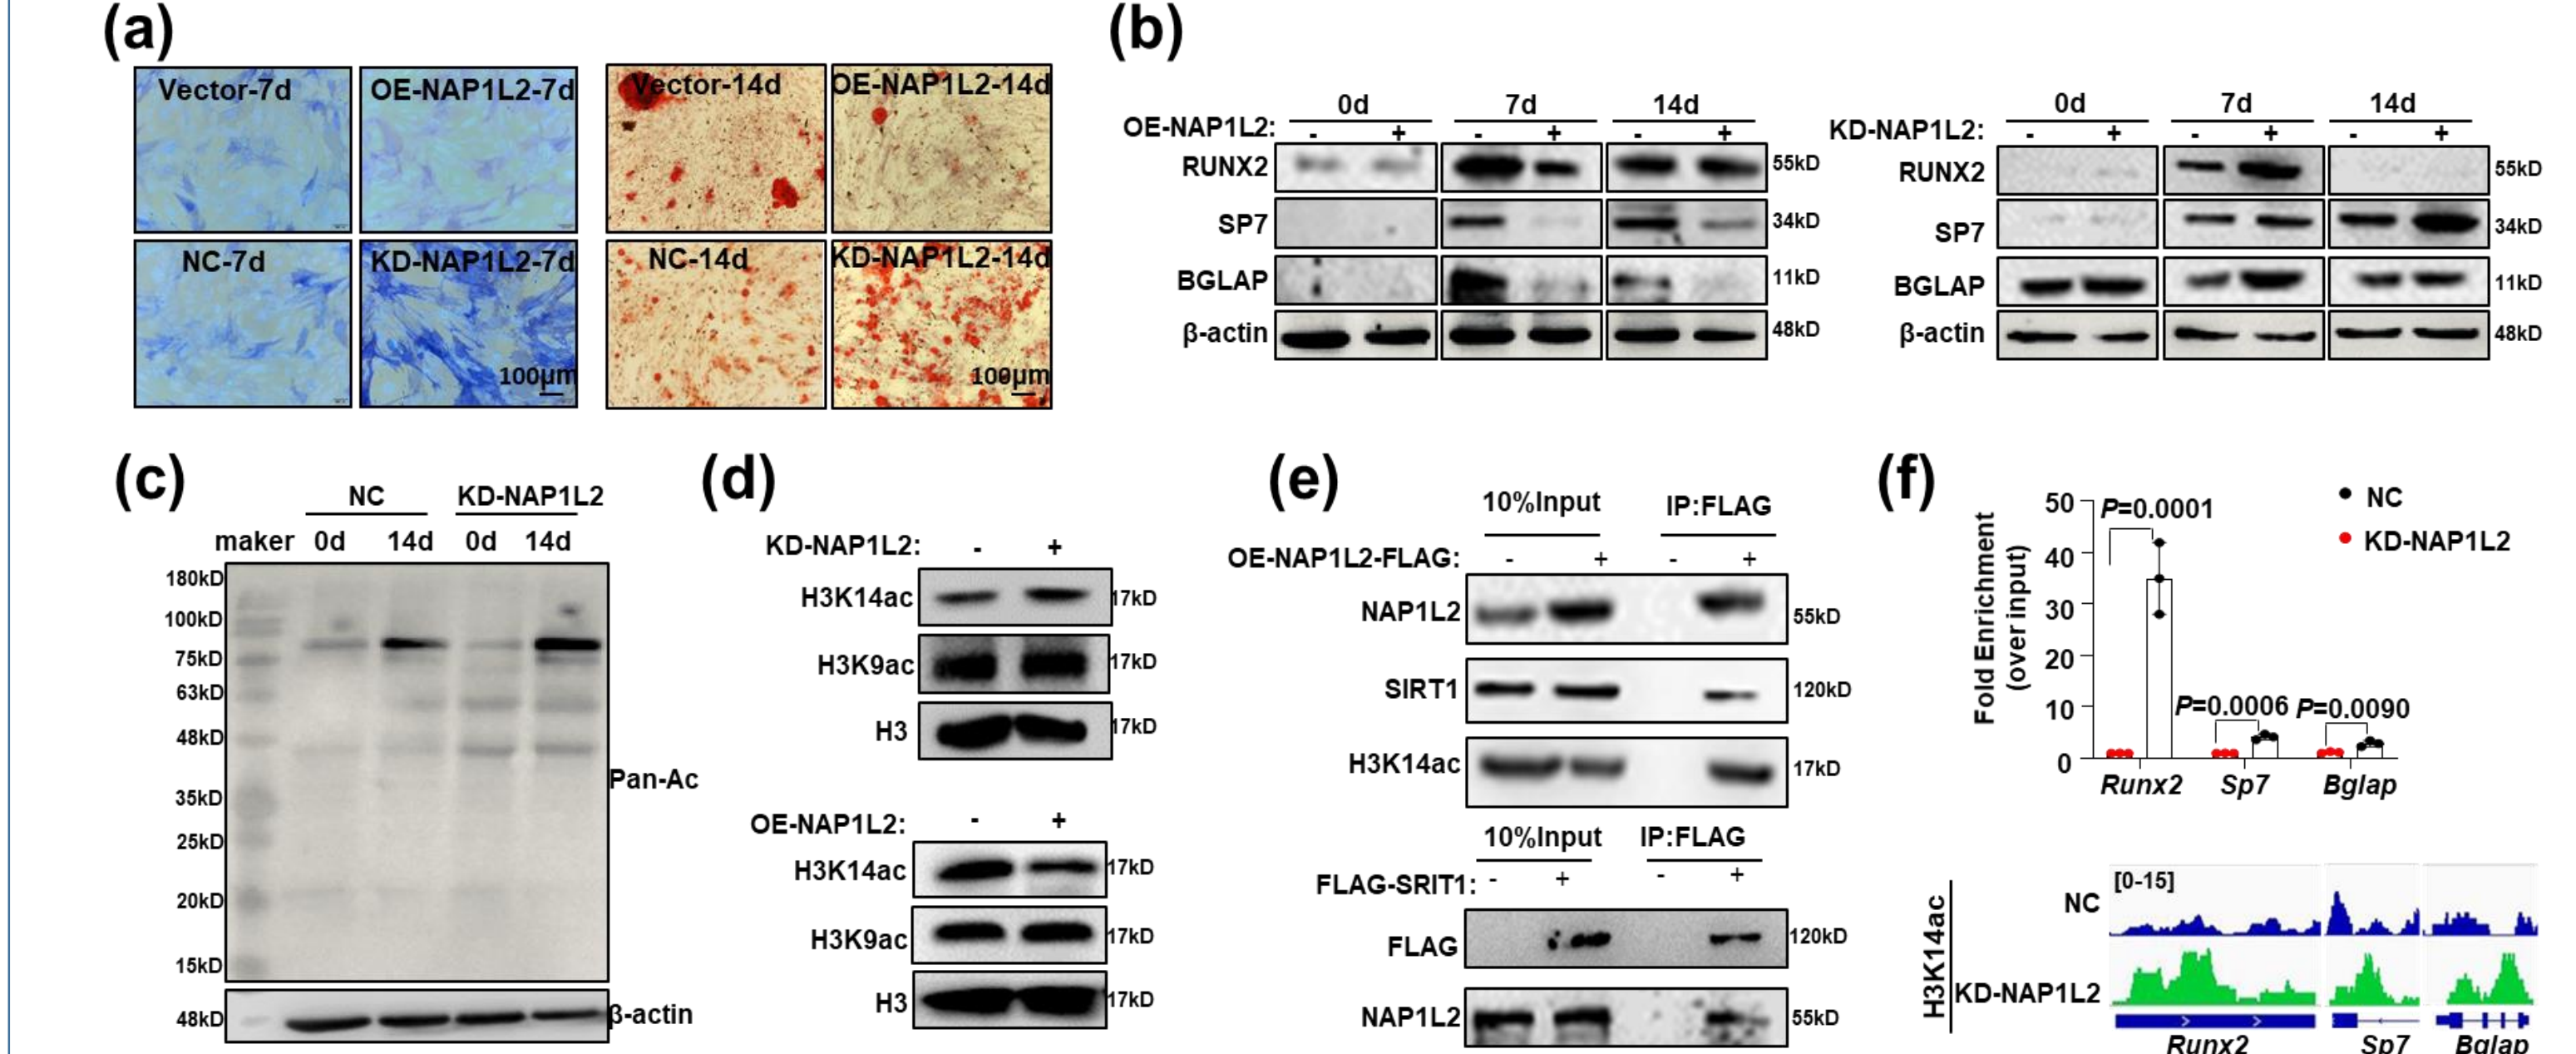 (a)
Vector-7d
OE-NAP1L2-7d
Vector-14d
OE-NAP1L2-14d
NC-7d
KD-NAP1L2-7d
100μm
NC-14d
KD-NAP1L2-14d
100μm
(b)
0d 7d 14d
OE-NAP1L2: - + - + - +
RUNX2 55kD
SP7 34kD
BGLAP 11kD
β-actin 48kD
0d 7d 14d
KD-NAP1L2: - + - + - +
RUNX2 55kD
SP7 34kD
BGLAP 11kD
β-actin 48kD
(c)
NC KD-NAP1L2
maker 0d 14d 0d 14d
180kD
100kD
75kD
63kD
48kD
Pan-Ac
35kD
25kD
20kD
15kD
48kD β-actin
(d)
KD-NAP1L2: - +
H3K14ac 17kD
H3K9ac 17kD
H3 17kD
OE-NAP1L2: - +
H3K14ac 17kD
H3K9ac 17kD
H3 17kD
(e)
10%Input IP:FLAG
OE-NAP1L2-FLAG: - + - +
NAP1L2 55kD
SIRT1 120kD
H3K14ac 17kD
10%Input IP:FLAG
FLAG-SRIT1: - + - +
FLAG 120kD
NAP1L2 55kD
(f)
Fold Enrichment
(over input)
50
40
30
20
10
0
P=0.0001
P=0.0006
P=0.0090
NC
KD-NAP1L2
Runx2 Sp7 Bglap
H3K14ac
[0-15]
NC
KD-NAP1L2
Runx2 Sp7 Bglap